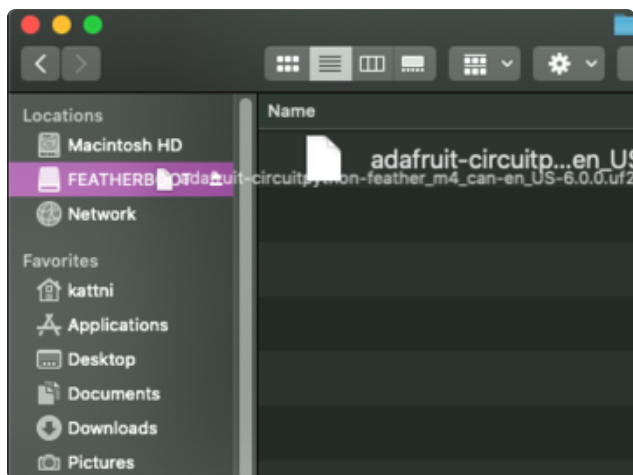 Locations
Name
Macintosh HD
adafruit-circuitp...en_US
FEATHERBOOT
adafruit-circuitpython-feather_m4_can-en_US-6.0.0.uf2
Network
Favorites
kattni
Applications
Desktop
Documents
Downloads
Pictures